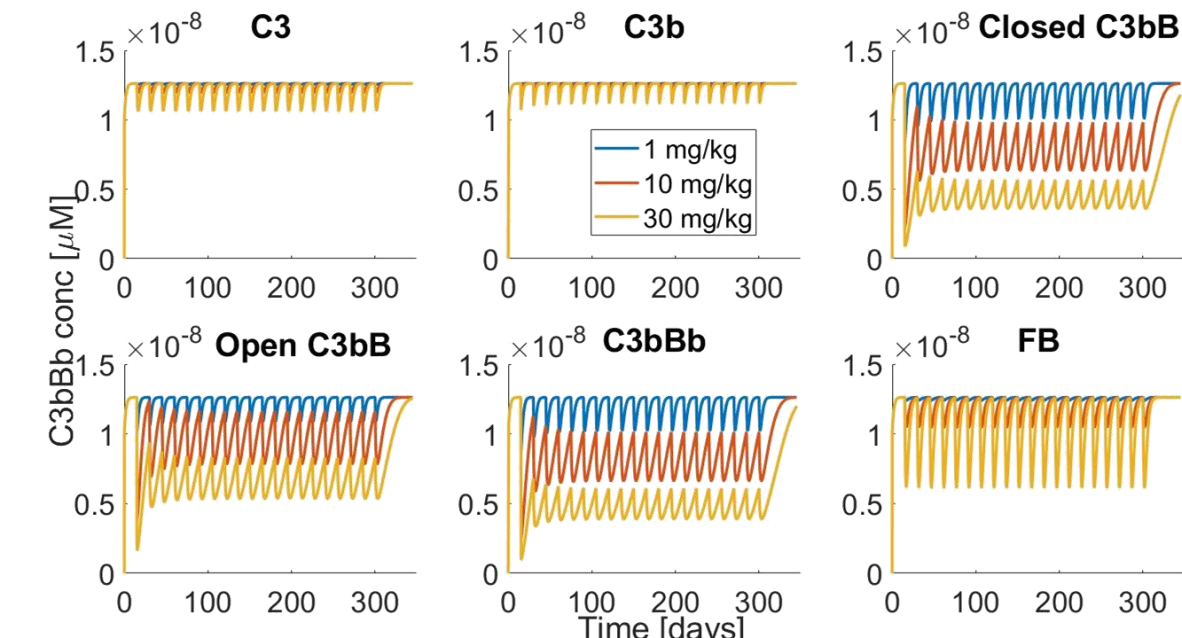 ×10^-8 C3
1.5
1
0.5
0
0 100 200 300
×10^-8 C3b
1.5
1
0.5
0
0 100 200 300
1 mg/kg
10 mg/kg
30 mg/kg
×10^-8 Closed C3bB
1.5
1
0.5
0
0 100 200 300
C3bBb conc [μM]
×10^-8 Open C3bB
1.5
1
0.5
0
0 100 200 300
×10^-8 C3bBb
1.5
1
0.5
0
0 100 200 300
Time [days]
×10^-8 FB
1.5
1
0.5
0
0 100 200 300